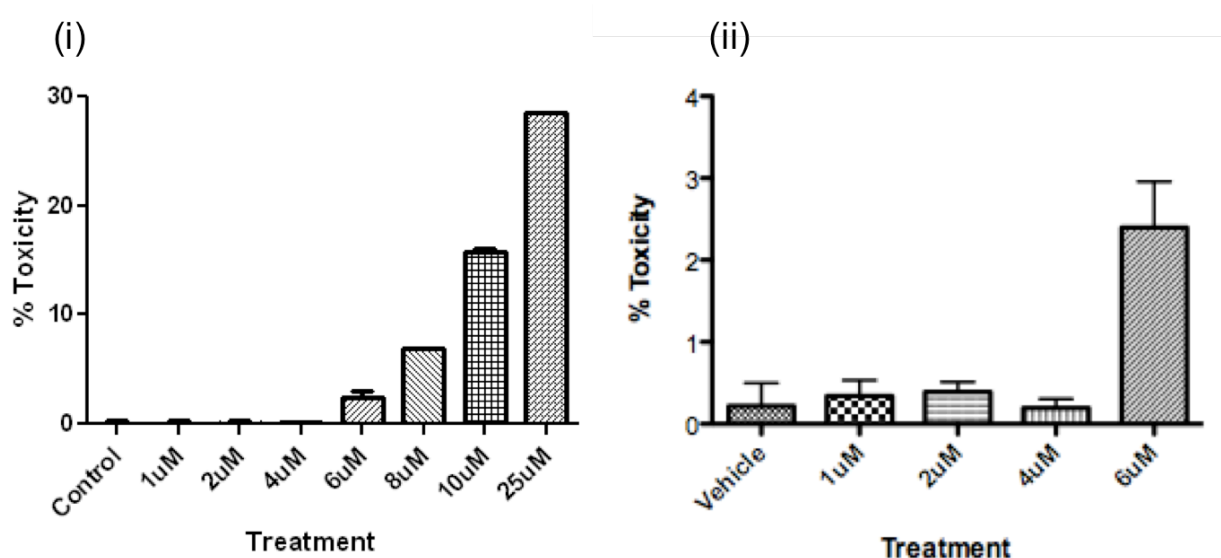 (i)
% Toxicity
30
20
10
0
Control
1uM
2uM
4uM
6uM
8uM
10uM
25uM
Treatment
(ii)
% Toxicity
4
3
2
1
0
Vehicle
1uM
2uM
4uM
6uM
Treatment